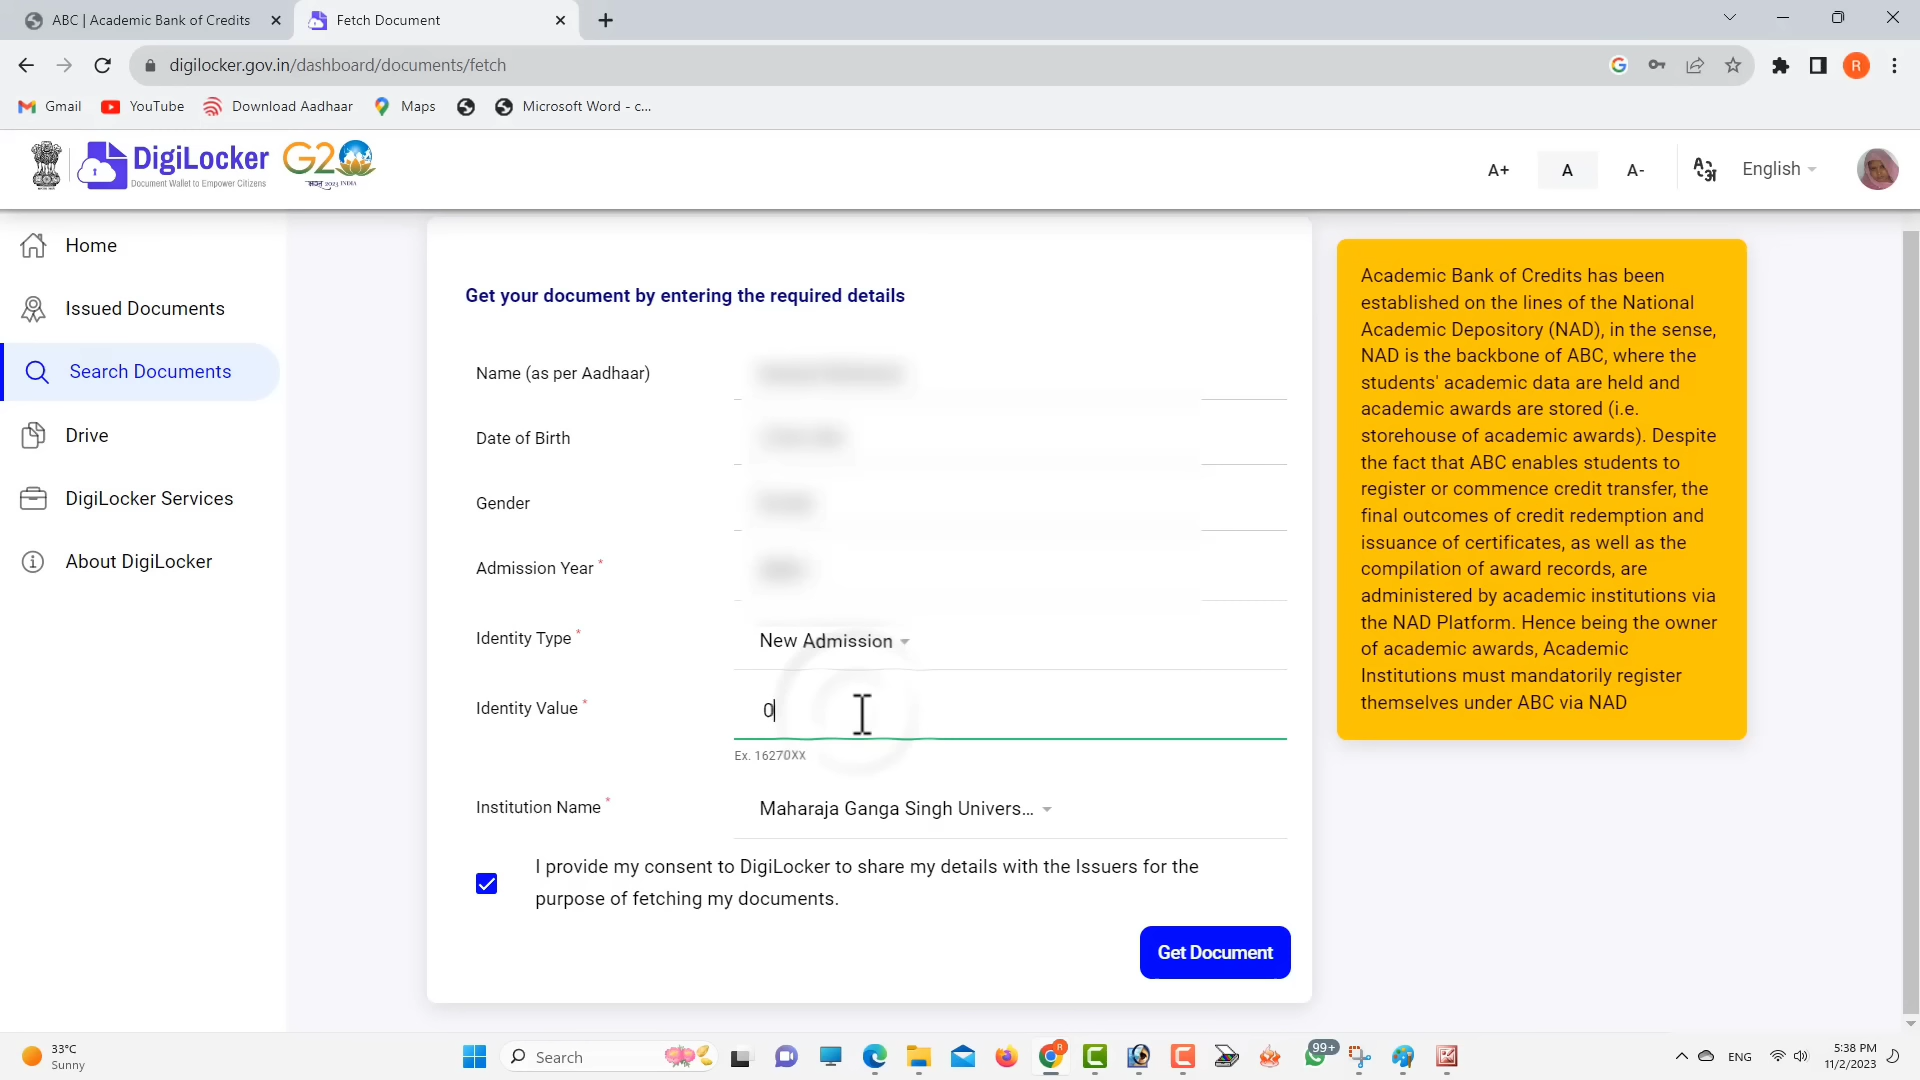 ABC | Academic Bank of Credits
Fetch Document
digilocker.gov.in/dashboard/documents/fetch
R
Gmail
YouTube
Download Aadhaar
Maps
Microsoft Word - c...
DigiLocker
Document Wallet to Empower Citizens
G20
भारत 2023 INDIA
A+
A
A-
English
Home
Issued Documents
Search Documents
Drive
DigiLocker Services
About DigiLocker
Get your document by entering the required details
Name (as per Aadhaar)
Date of Birth
Gender
Admission Year *
Identity Type *
New Admission
Identity Value *
0
Ex. 16270XX
Institution Name *
Maharaja Ganga Singh Univers...
I provide my consent to DigiLocker to share my details with the Issuers for the
purpose of fetching my documents.
Get Document
Academic Bank of Credits has been
established on the lines of the National
Academic Depository (NAD), in the sense,
NAD is the backbone of ABC, where the
students' academic data are held and
academic awards are stored (i.e.
storehouse of academic awards). Despite
the fact that ABC enables students to
register or commence credit transfer, the
final outcomes of credit redemption and
issuance of certificates, as well as the
compilation of award records, are
administered by academic institutions via
the NAD Platform. Hence being the owner
of academic awards, Academic
Institutions must mandatorily register
themselves under ABC via NAD
33°C
Sunny
Search
R
99+
ENG
5:38 PM
11/2/2023